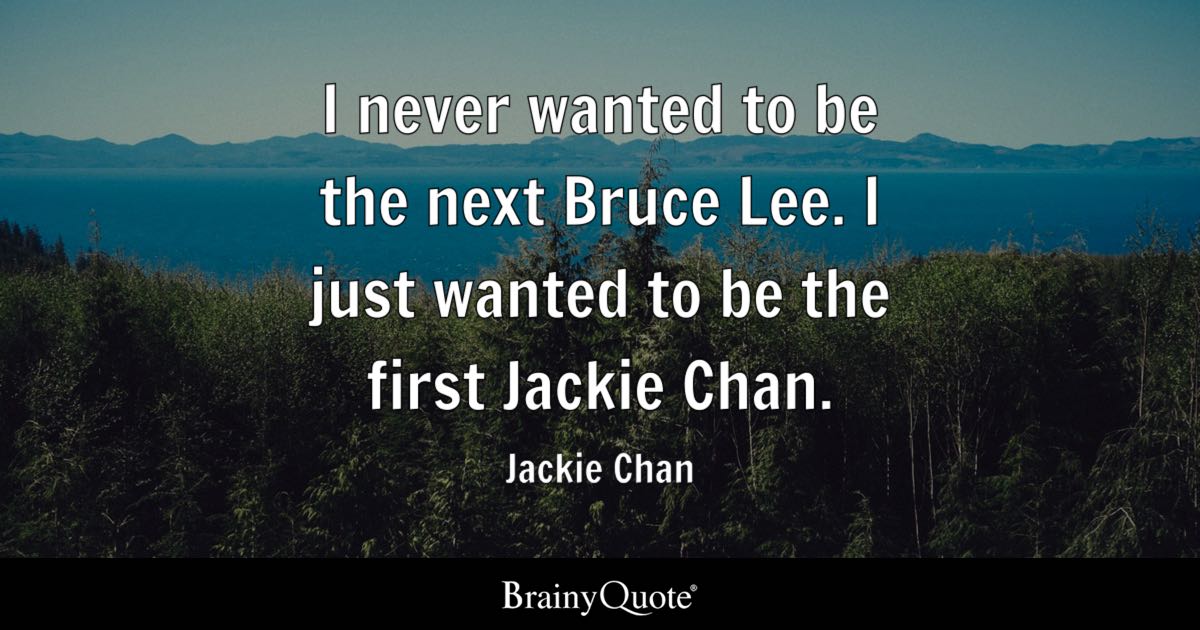 I never wanted to be
the next Bruce Lee. I
just wanted to be the
first Jackie Chan.
Jackie Chan
BrainyQuote®